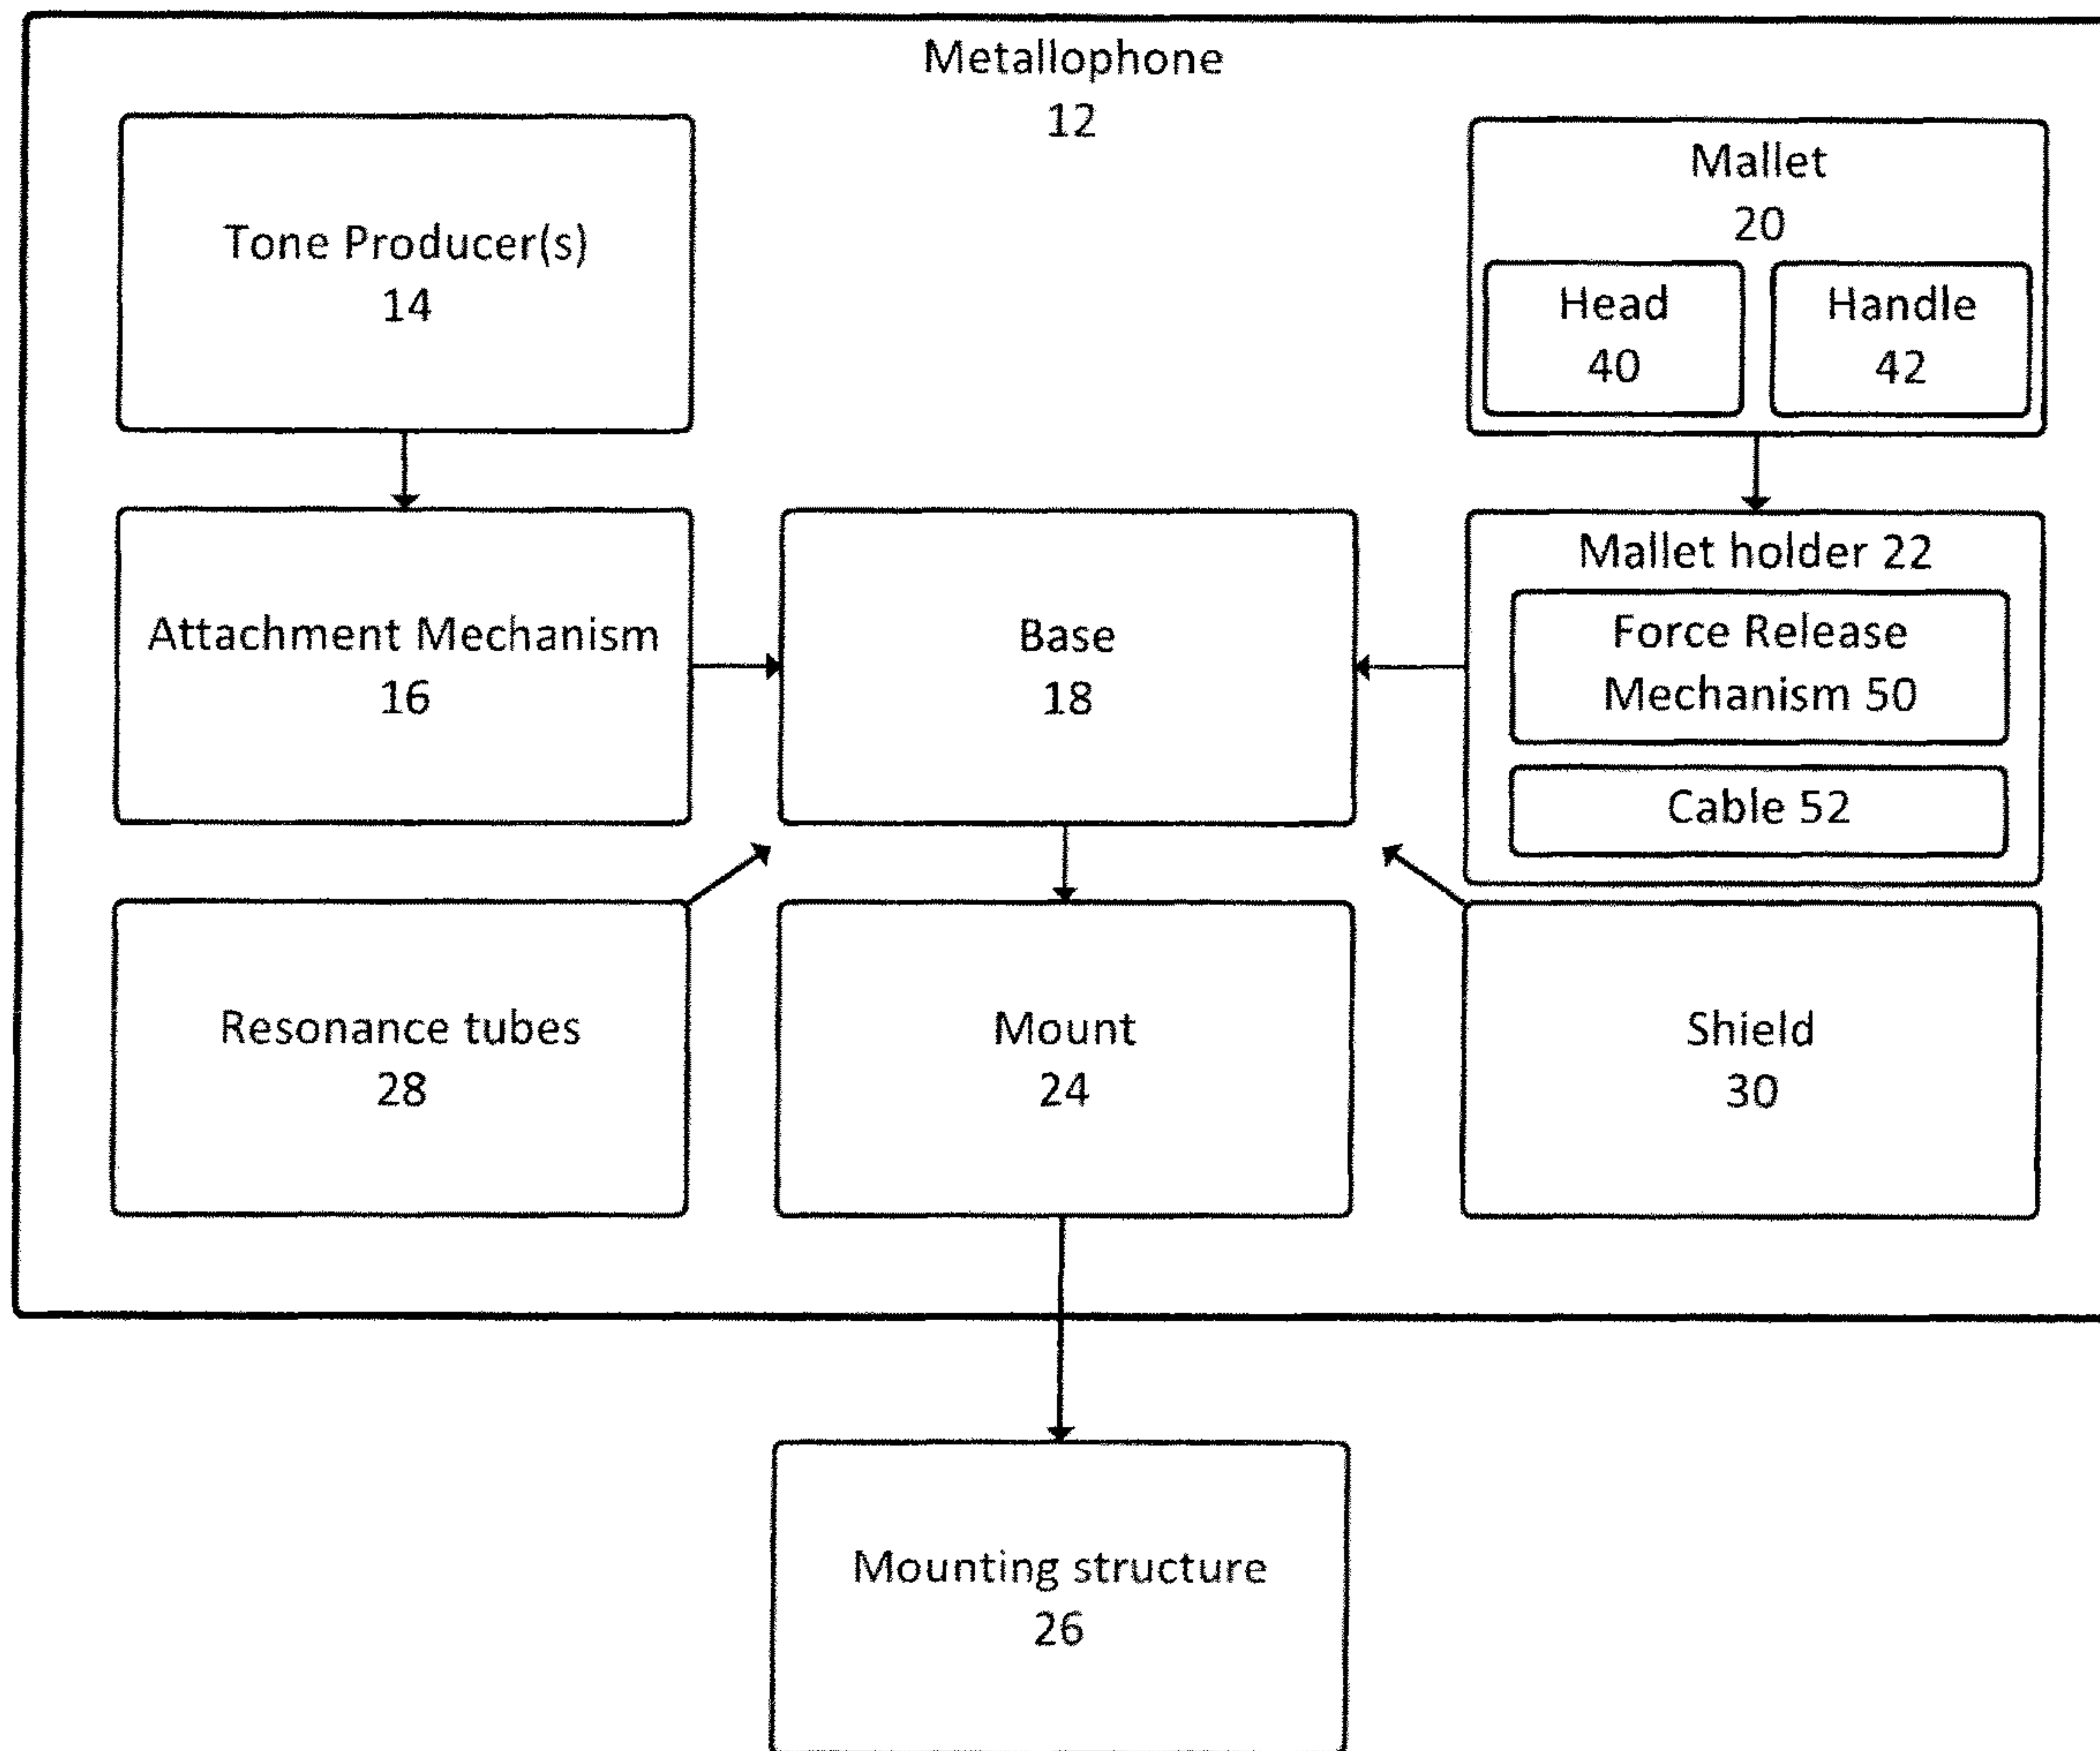 Metallophone
12
Tone Producer(s)
14
Mallet
20
Head
40
Handle
42
Attachment Mechanism
16
Base
18
Mallet holder 22
Force Release
Mechanism 50
Cable 52
Resonance tubes
28
Mount
24
Shield
30
Mounting structure
26